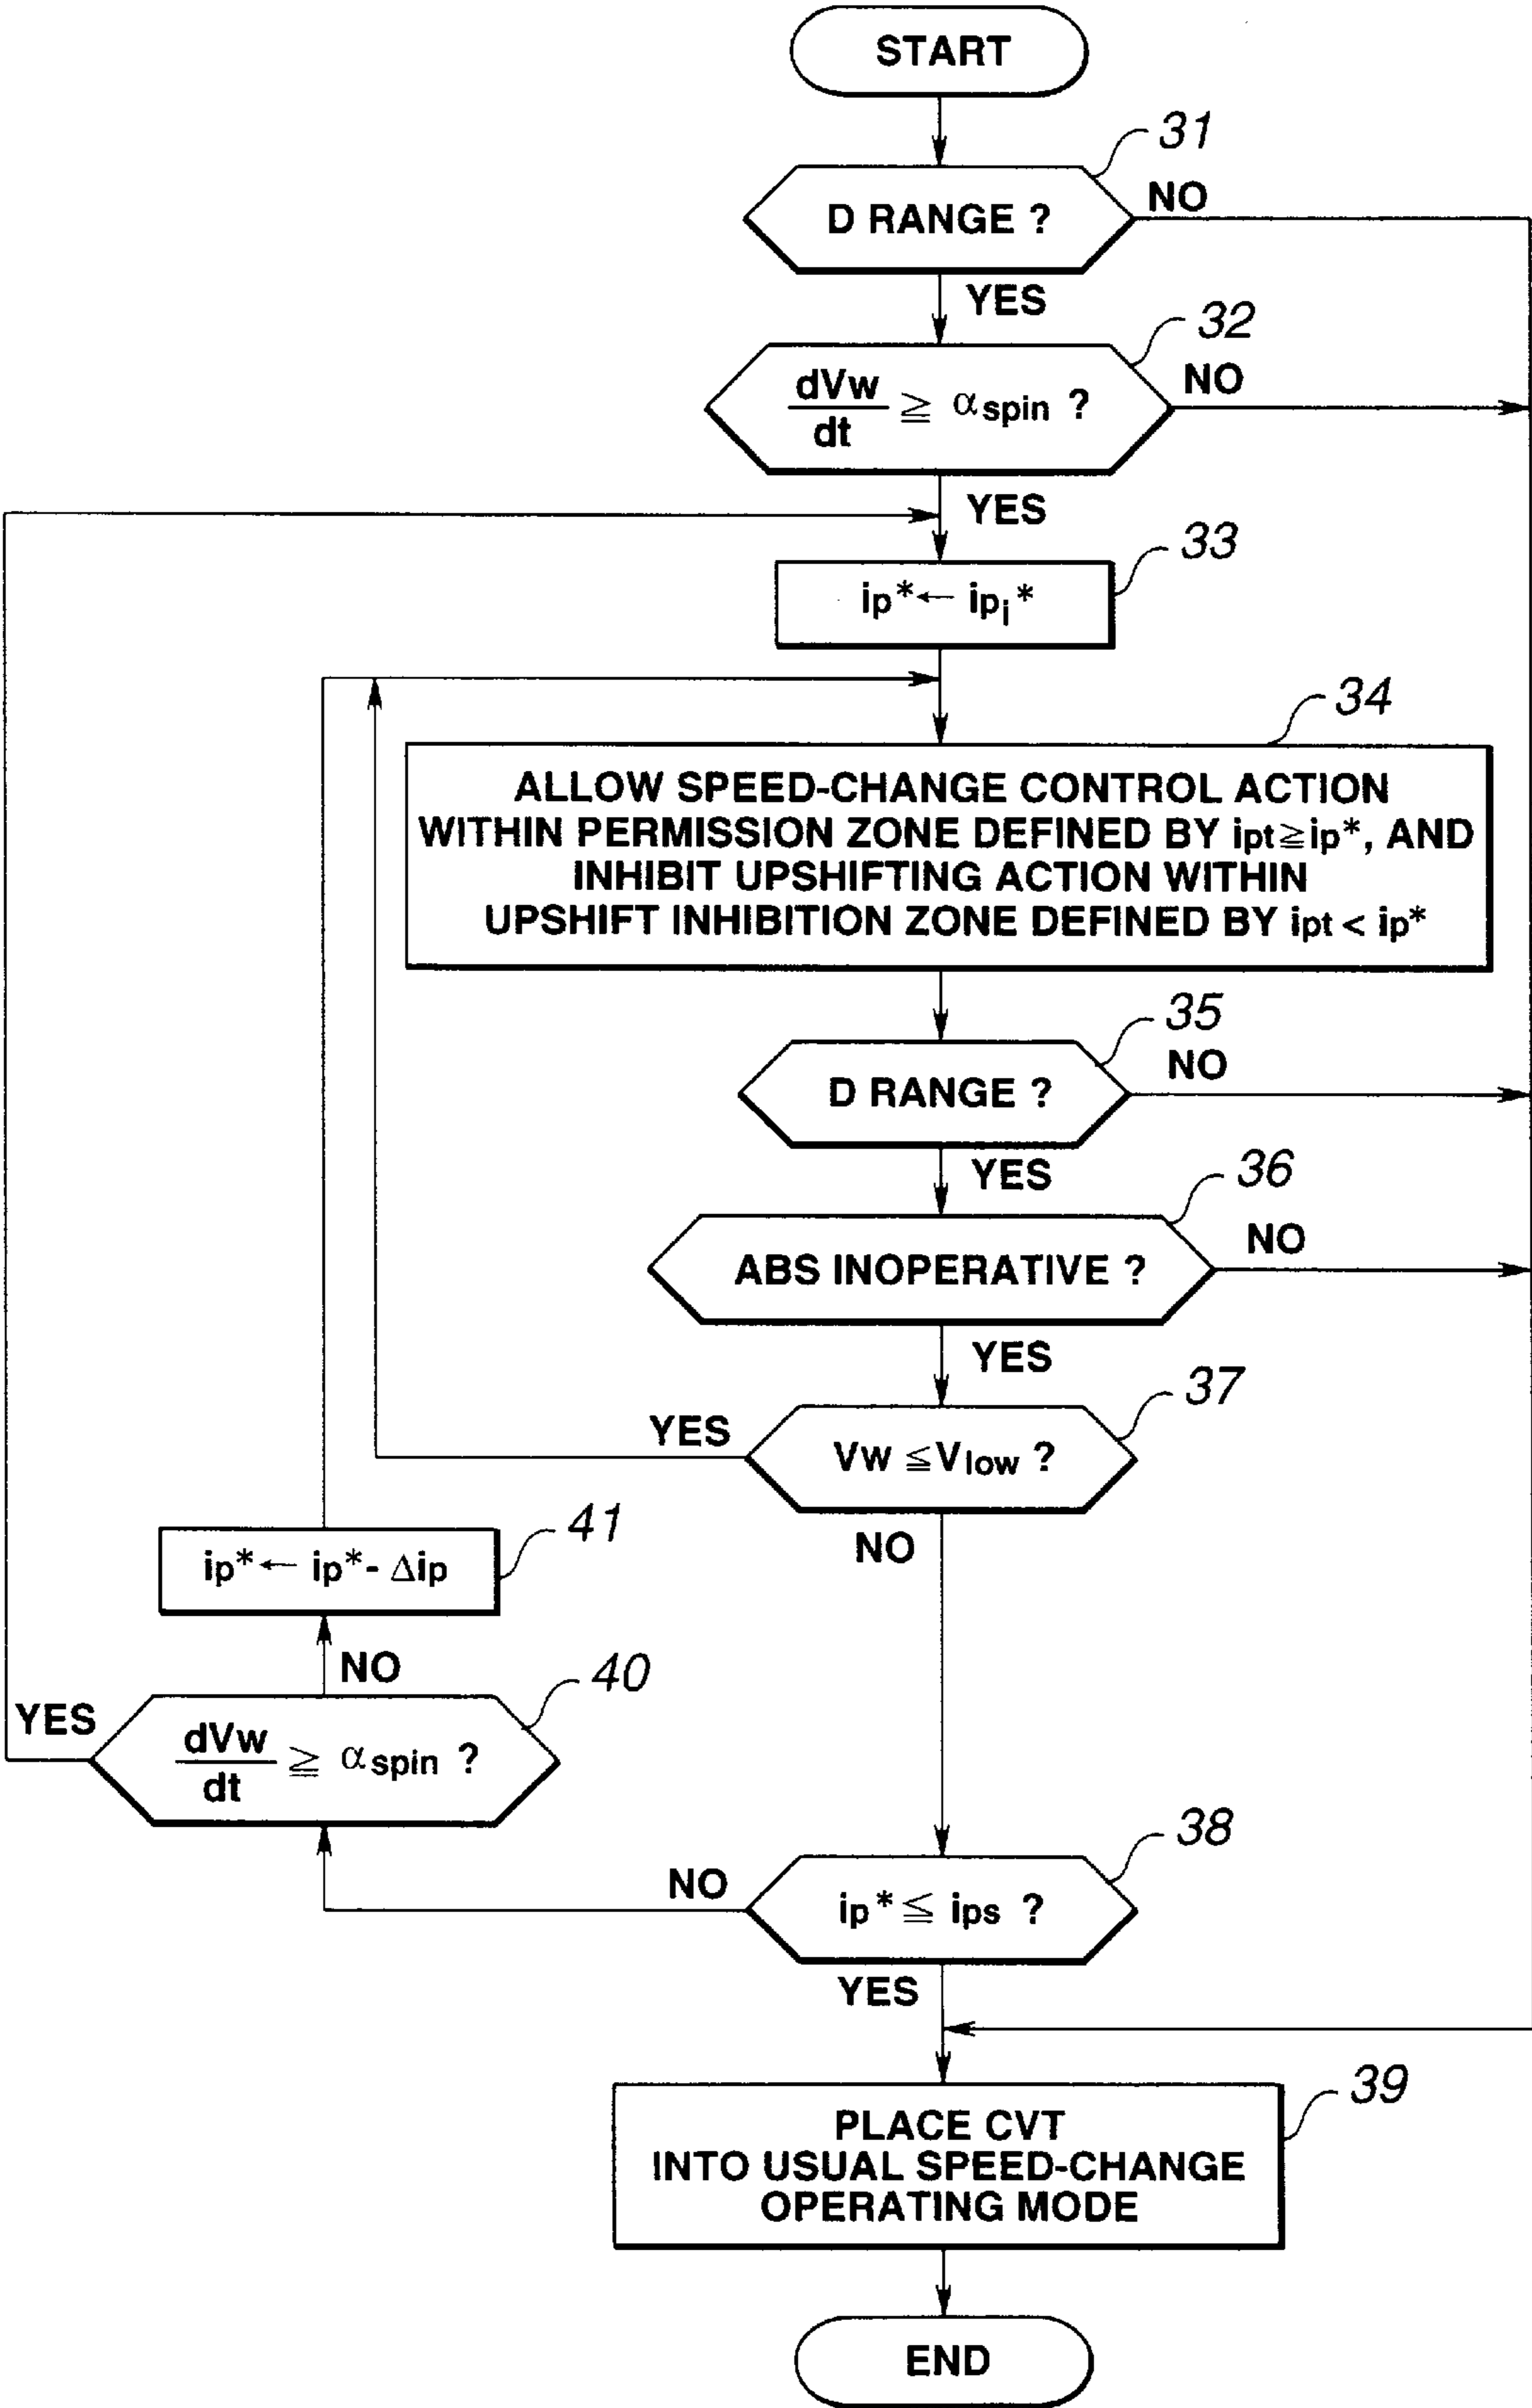 START
31
D RANGE ?
NO
YES
32
dVw
dt
≧ αspin ?
NO
YES
33
ip* ← ipi*
34
ALLOW SPEED-CHANGE CONTROL ACTION
WITHIN PERMISSION ZONE DEFINED BY ipt≧ip*, AND
INHIBIT UPSHIFTING ACTION WITHIN
UPSHIFT INHIBITION ZONE DEFINED BY ipt < ip*
35
D RANGE ?
NO
YES
36
ABS INOPERATIVE ?
NO
YES
37
YES
Vw ≦Vlow ?
NO
41
ip* ← ip* - Δip
NO
40
YES
dVw
dt
≧ αspin ?
38
NO
ip* ≦ ips ?
YES
39
PLACE CVT
INTO USUAL SPEED-CHANGE
OPERATING MODE
END